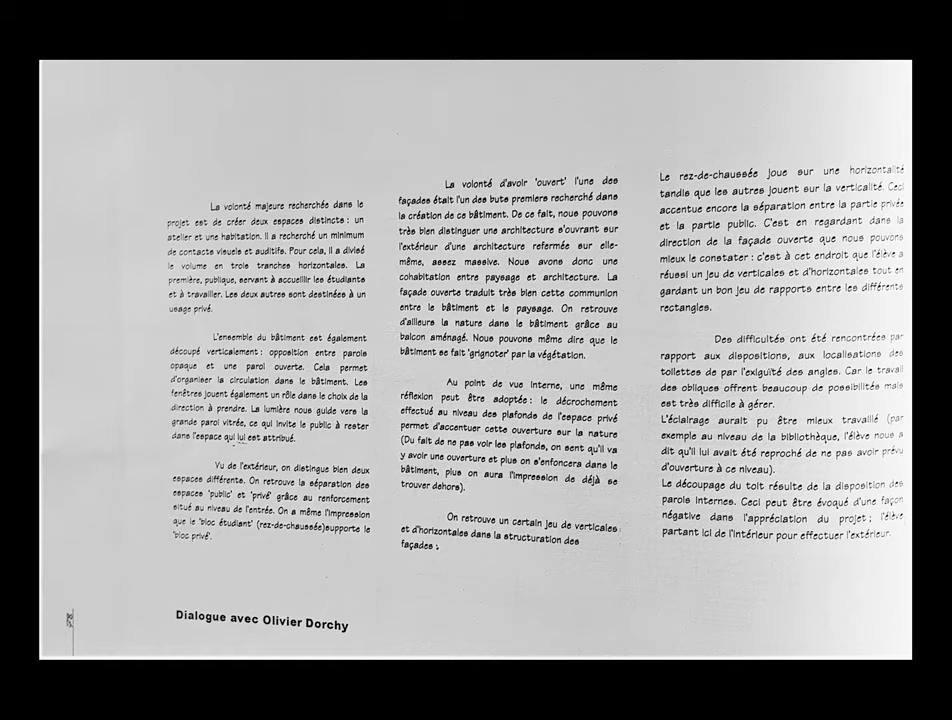 La volonté majeure recherchée dans le
projet est de créer deux espaces distincts : un
atelier et une habitation. Il a recherché un minimum
de contacts visuels et auditifs. Pour cela, il a divisé
le volume en trois tranches horizontales. La
première, publique, servant à accueillir les étudiants
et à travailler. Les deux autres sont destinées à un
usage privé.
L'ensemble du bâtiment est également
découpé verticalement : opposition entre parois
opaque et une paroi ouverte. Cela permet
d'organiser la circulation dans le bâtiment. Les
fenêtres jouent également un rôle dans le choix de la
direction à prendre. La lumière nous guide vers la
grande paroi vitrée, ce qui invite le public à rester
dans l'espace qui lui est attribué.
Vu de l'extérieur, on distingue bien deux
espaces différents. On retrouve la séparation des
espaces 'public' et 'privé' grâce au renforcement
situé au niveau de l'entrée. On a même l'impression
que le 'bloc étudiant' (rez-de-chaussée)supporte le
'bloc privé'.
La volonté d'avoir 'ouvert' l'une des
façades était l'un des buts premiere recherché dans
la création de ce bâtiment. De ce fait, nous pouvons
très bien distinguer une architecture s'ouvrant sur
l'extérieur d'une architecture refermée sur elle-
même, assez massive. Nous avons donc une
cohabitation entre paysage et architecture. La
façade ouverte traduit très bien cette communion
entre le bâtiment et le paysage. On retrouve
d'ailleurs la nature dans le bâtiment grâce au
balcon aménagé. Nous pouvons même dire que le
bâtiment se fait 'grignoter' par la végétation.
Au point de vue interne, une même
réflexion peut être adoptée : le décrochement
effectué au niveau des plafonds de l'espace privé
permet d'accentuer cette ouverture sur la nature
(Du fait de ne pas voir les plafonds, on sent qu'il va
y avoir une ouverture et plus on s'enfoncera dans le
bâtiment, plus on aura l'impression de déjà se
trouver dehors).
On retrouve un certain jeu de verticales
et d'horizontales dans la structuration des
façades :
Le rez-de-chaussée joue sur une horizontalité
tandis que les autres jouent sur la verticalité. Ceci
accentue encore la séparation entre la partie privée
et la partie public. C'est en regardant dans la
direction de la façade ouverte que nous pouvons
mieux le constater : c'est à cet endroit que l'élève a
réussi un jeu de verticales et d'horizontales tout en
gardant un bon jeu de rapports entre les différents
rectangles.
Des difficultés ont été rencontrées par
rapport aux dispositions, aux localisations des
toilettes de par l'exiguïté des angles. Car le travail
des obliques offrent beaucoup de possibilités mais
est très difficile à gérer.
L'éclairage aurait pu être mieux travaillé (par
exemple au niveau de la bibliothèque, l'élève nous a
dit qu'il lui avait été reproché de ne pas avoir prévu
d'ouverture à ce niveau).
Le découpage du toit résulte de la disposition des
parois internes. Ceci peut être évoqué d'une façon
négative dans l'appréciation du projet ; l'élève
partant ici de l'intérieur pour effectuer l'extérieur.
Dialogue avec Olivier Dorchy